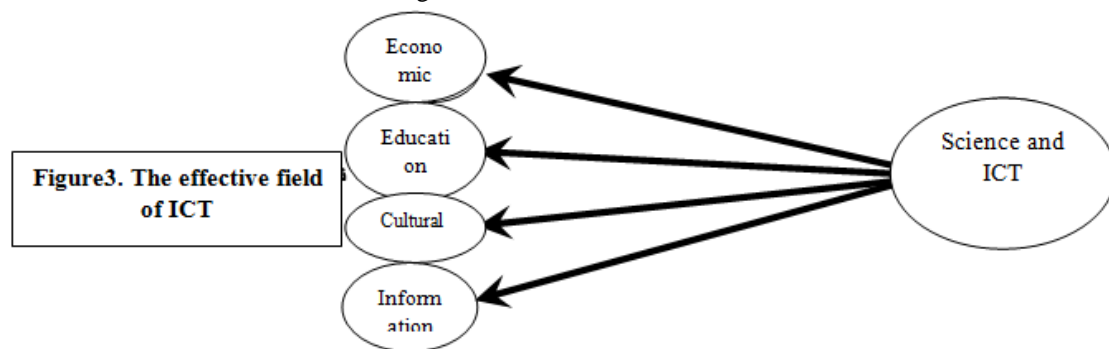 Econo
mic
Educati
on
Cultural
Inform
ation
Figure3. The effective field
of ICT
Science and
ICT